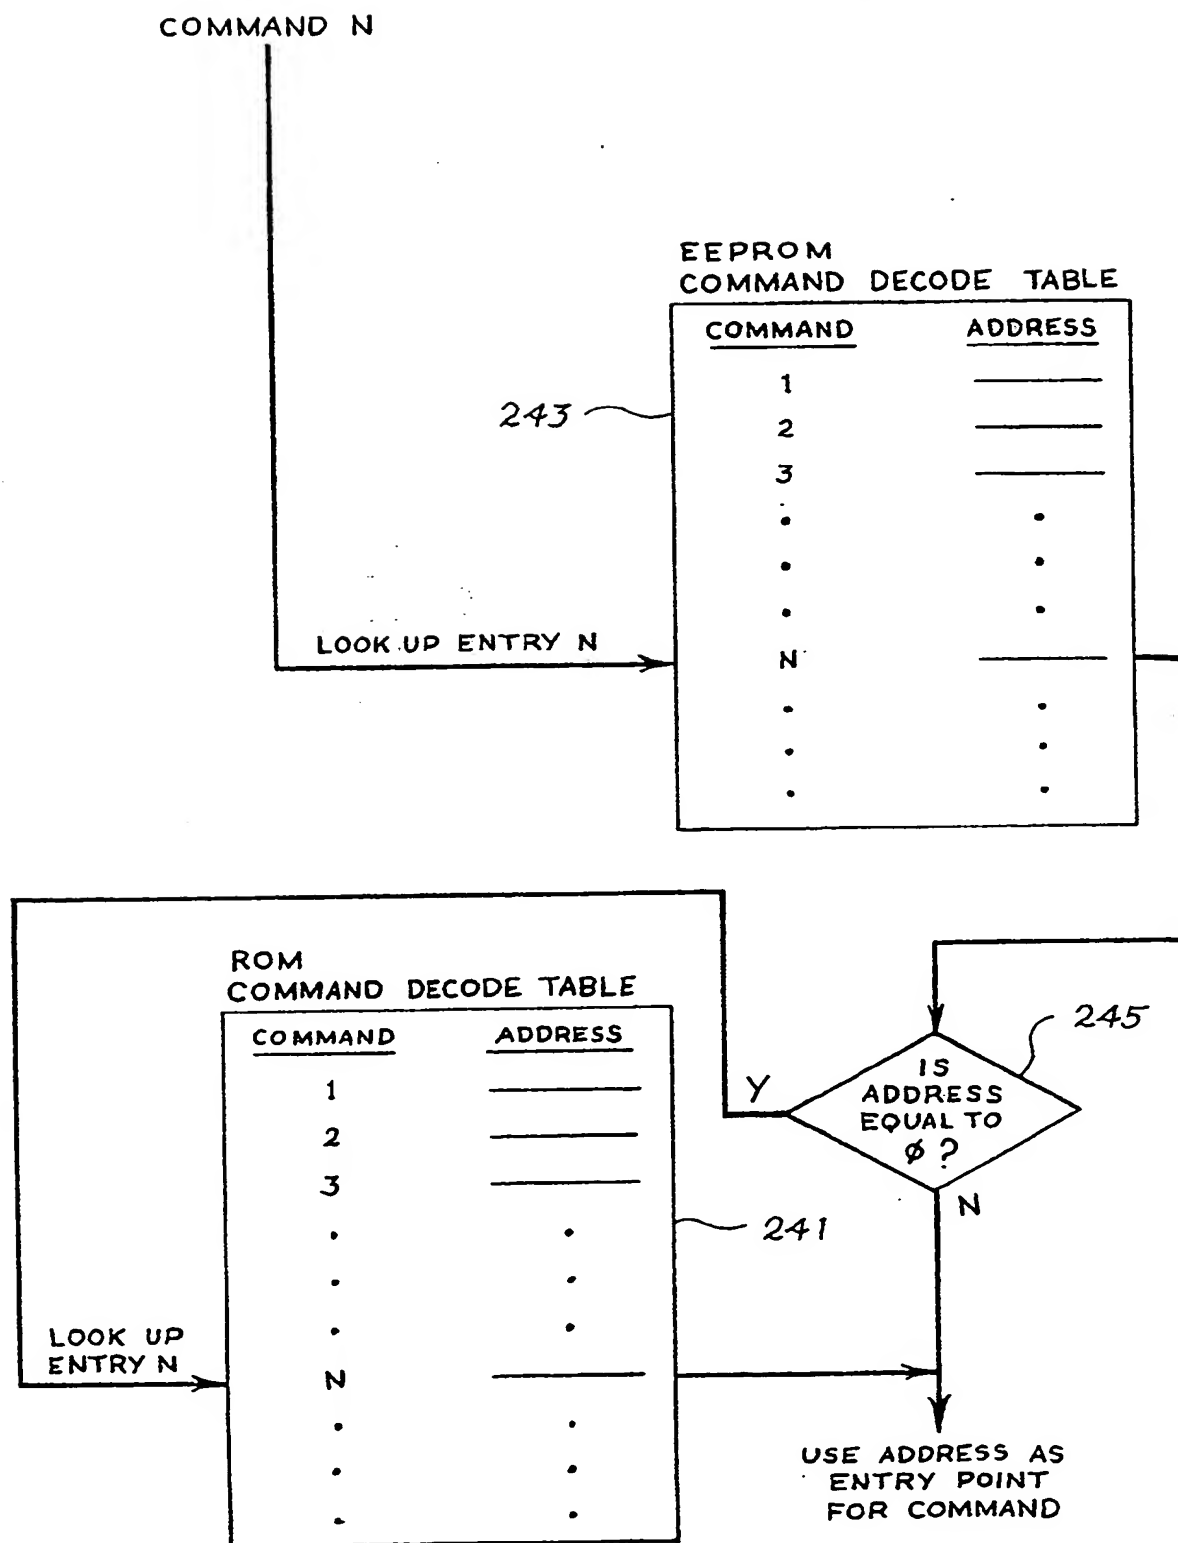 COMMAND N
EEPROM
COMMAND DECODE TABLE
COMMAND ADDRESS
1
2
3
N
243
LOOK UP ENTRY N
ROM
COMMAND DECODE TABLE
COMMAND ADDRESS
1
2
3
N
241
LOOK UP
ENTRY N
245
IS
ADDRESS
EQUAL TO
ø ?
Y
N
USE ADDRESS AS
ENTRY POINT
FOR COMMAND